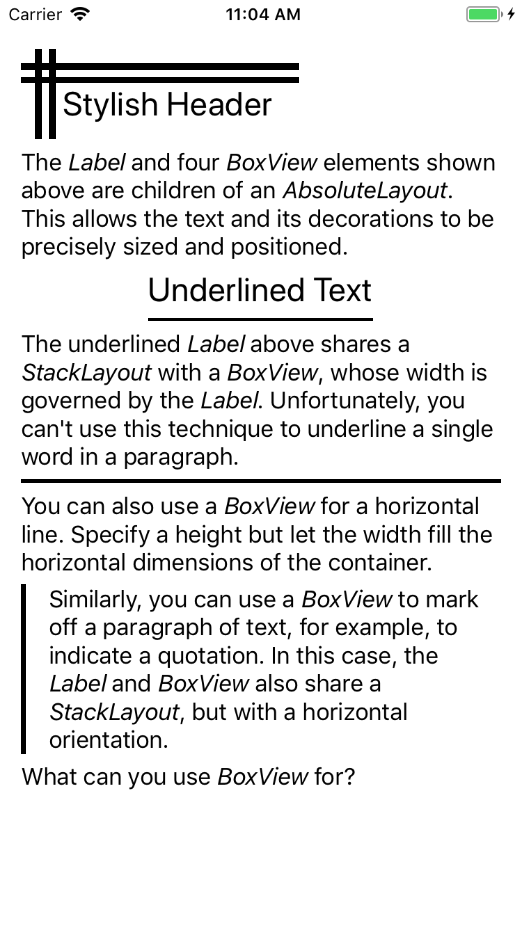 Carrier 11:04 AM
Stylish Header
The Label and four BoxView elements shown
above are children of an AbsoluteLayout.
This allows the text and its decorations to be
precisely sized and positioned.
Underlined Text
The underlined Label above shares a
StackLayout with a BoxView, whose width is
governed by the Label. Unfortunately, you
can't use this technique to underline a single
word in a paragraph.
You can also use a BoxView for a horizontal
line. Specify a height but let the width fill the
horizontal dimensions of the container.
Similarly, you can use a BoxView to mark
off a paragraph of text, for example, to
indicate a quotation. In this case, the
Label and BoxView also share a
StackLayout, but with a horizontal
orientation.
What can you use BoxView for?